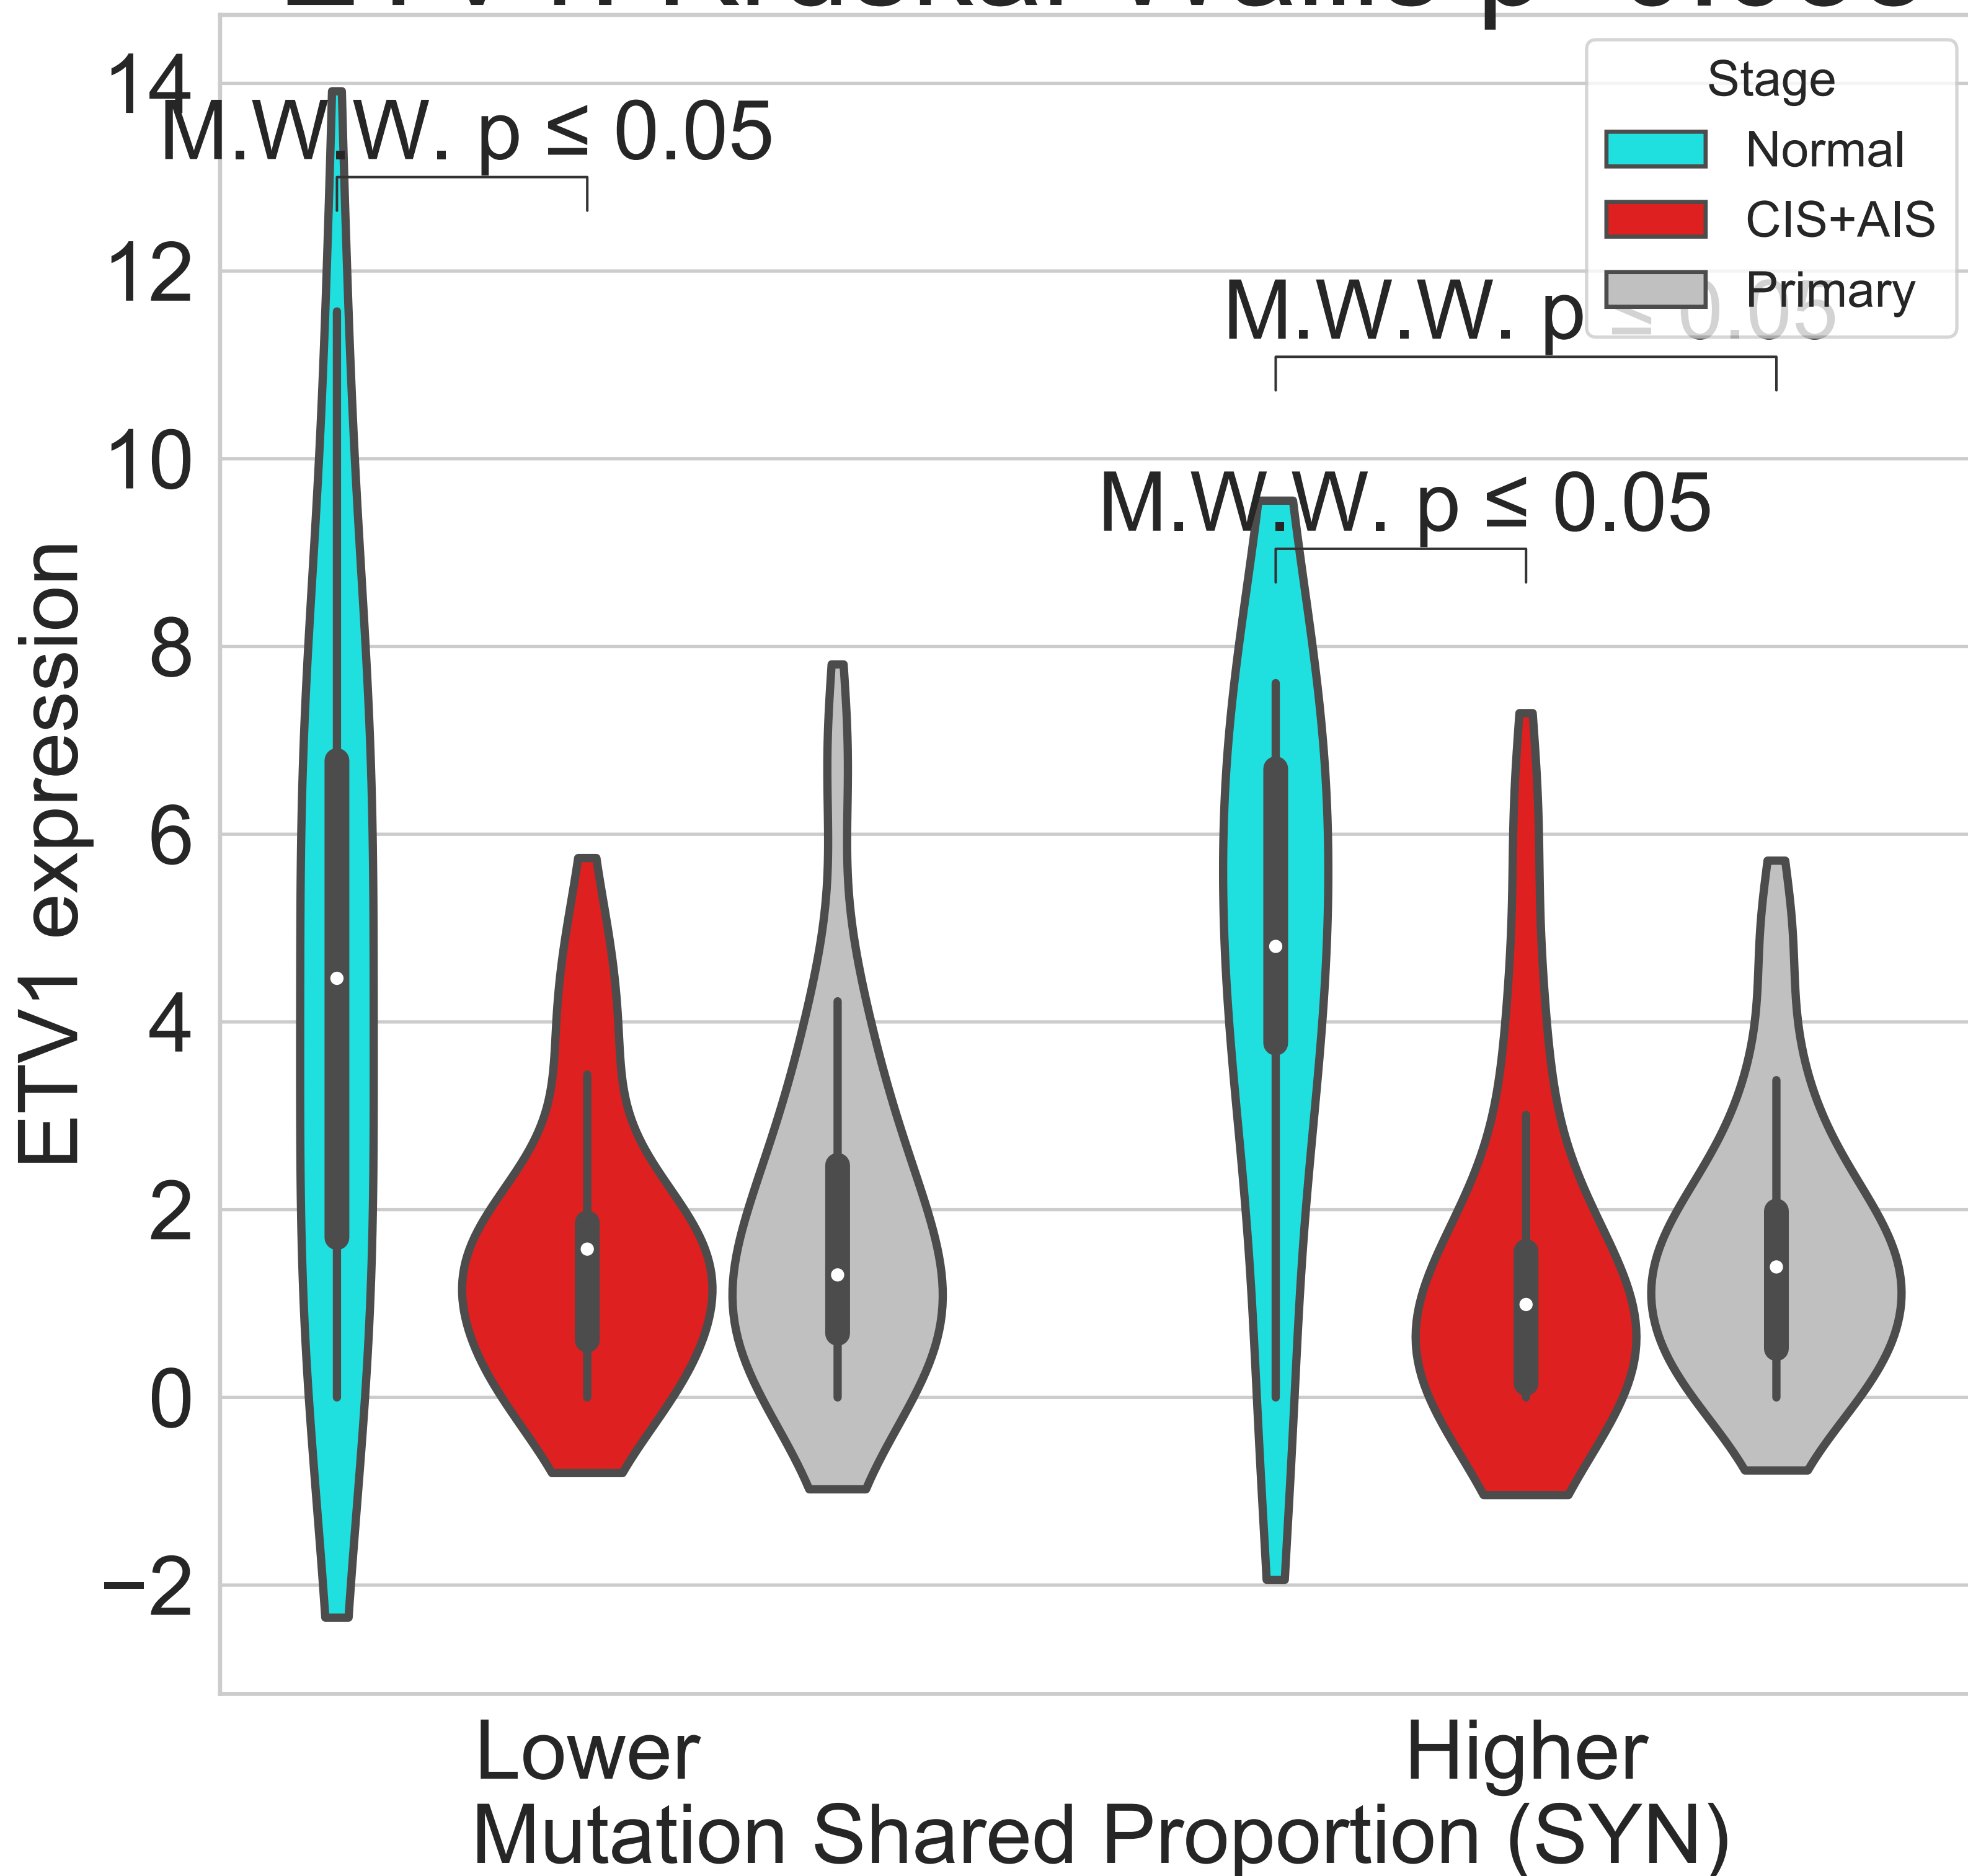 14
12
10
8
6
4
2
0
−2
ETV1 expression
M.W.W. p ≤ 0.05
M.W.W. p ≤ 0.05
M.W.W. p ≤ 0.05
Stage
Normal
CIS+AIS
Primary
Lower
Higher
Mutation Shared Proportion (SYN)